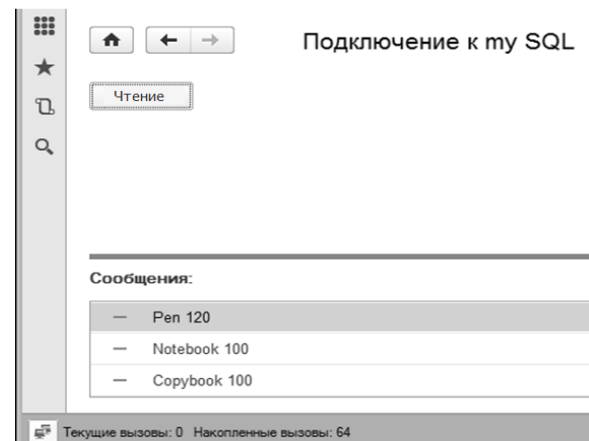 Подключение к my SQL
Чтение
Сообщения:
Pen 120
Notebook 100
Copybook 100
Текущие вызовы: 0 Накопленные вызовы: 64